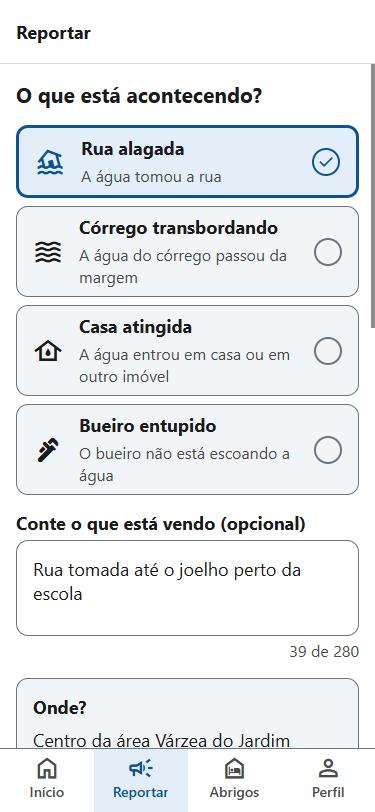 Reportar
O que está acontecendo?
Rua alagada
A água tomou a rua
Córrego transbordando
A água do córrego passou da
margem
Casa atingida
A água entrou em casa ou em
outro imóvel
Bueiro entupido
O bueiro não está escoando a
água
Conte o que está vendo (opcional)
Rua tomada até o joelho perto da
escola
39 de 280
Onde?
Centro da área Várzea do Jardim
Início
Reportar
Abrigos
Perfil